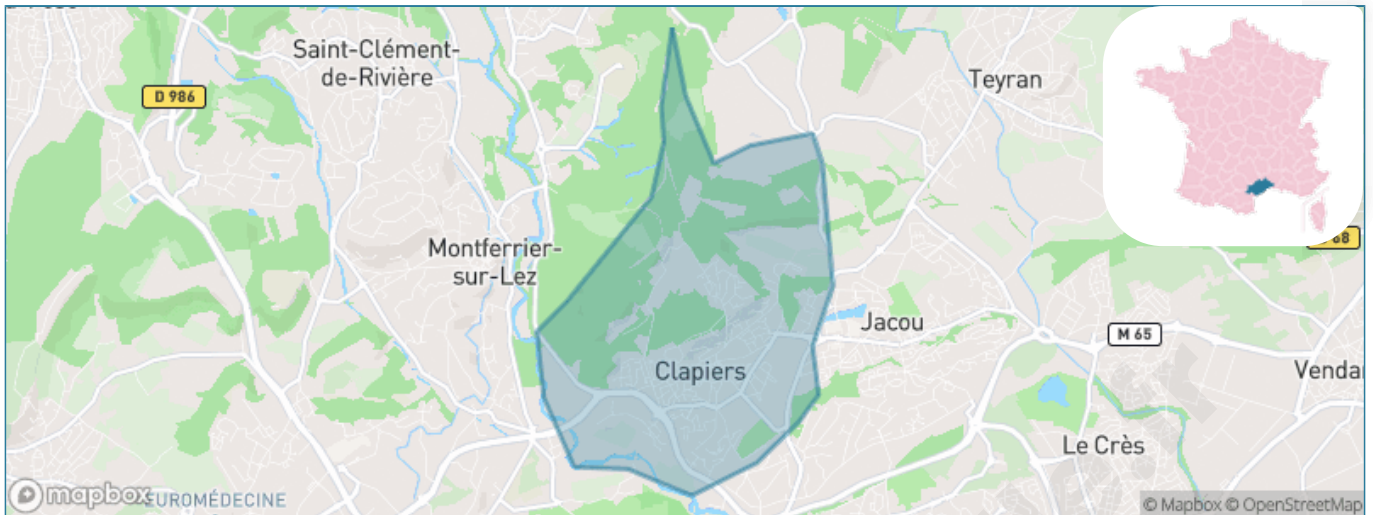 Saint-Clément-
de-Rivière
Teyran
D 986
Montferrier-
sur-Lez
68
Jacou
M 65
Clapiers
Venda
Le Crès
mapbox
EUROMÉDECINE
© Mapbox © OpenStreetMap